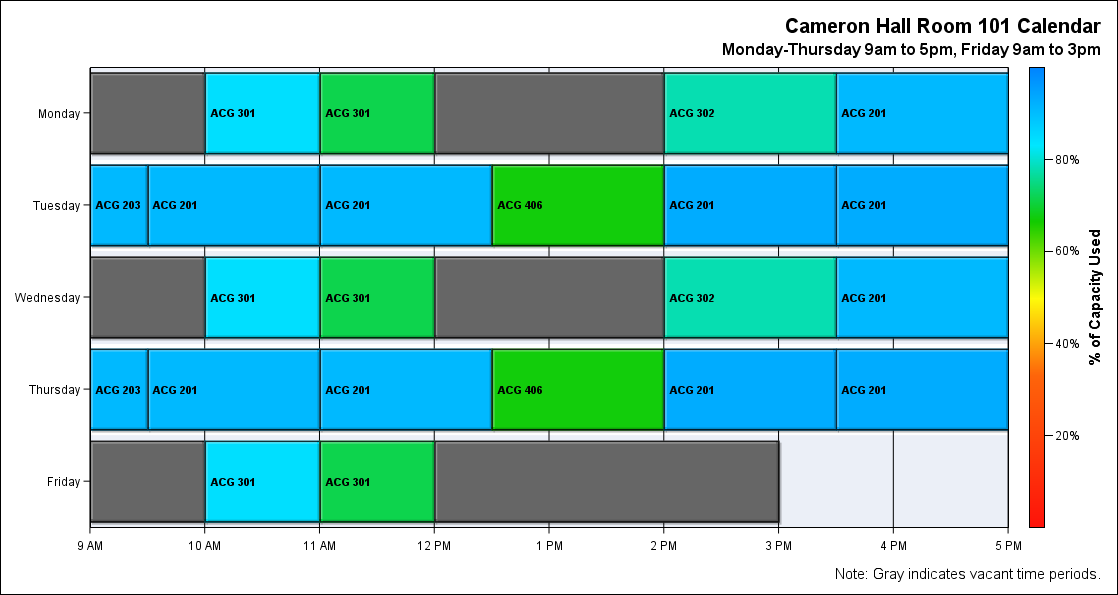 Cameron Hall Room 101 Calendar
Monday-Thursday 9am to 5pm, Friday 9am to 3pm
Monday
ACG 301
ACG 301
ACG 302
ACG 201
Tuesday
ACG 203
ACG 201
ACG 201
ACG 406
ACG 201
ACG 201
Wednesday
ACG 301
ACG 301
ACG 302
ACG 201
Thursday
ACG 203
ACG 201
ACG 201
ACG 406
ACG 201
ACG 201
Friday
ACG 301
ACG 301
9 AM
10 AM
11 AM
12 PM
1 PM
2 PM
3 PM
4 PM
5 PM
80%
60%
40%
20%
% of Capacity Used
Note: Gray indicates vacant time periods.